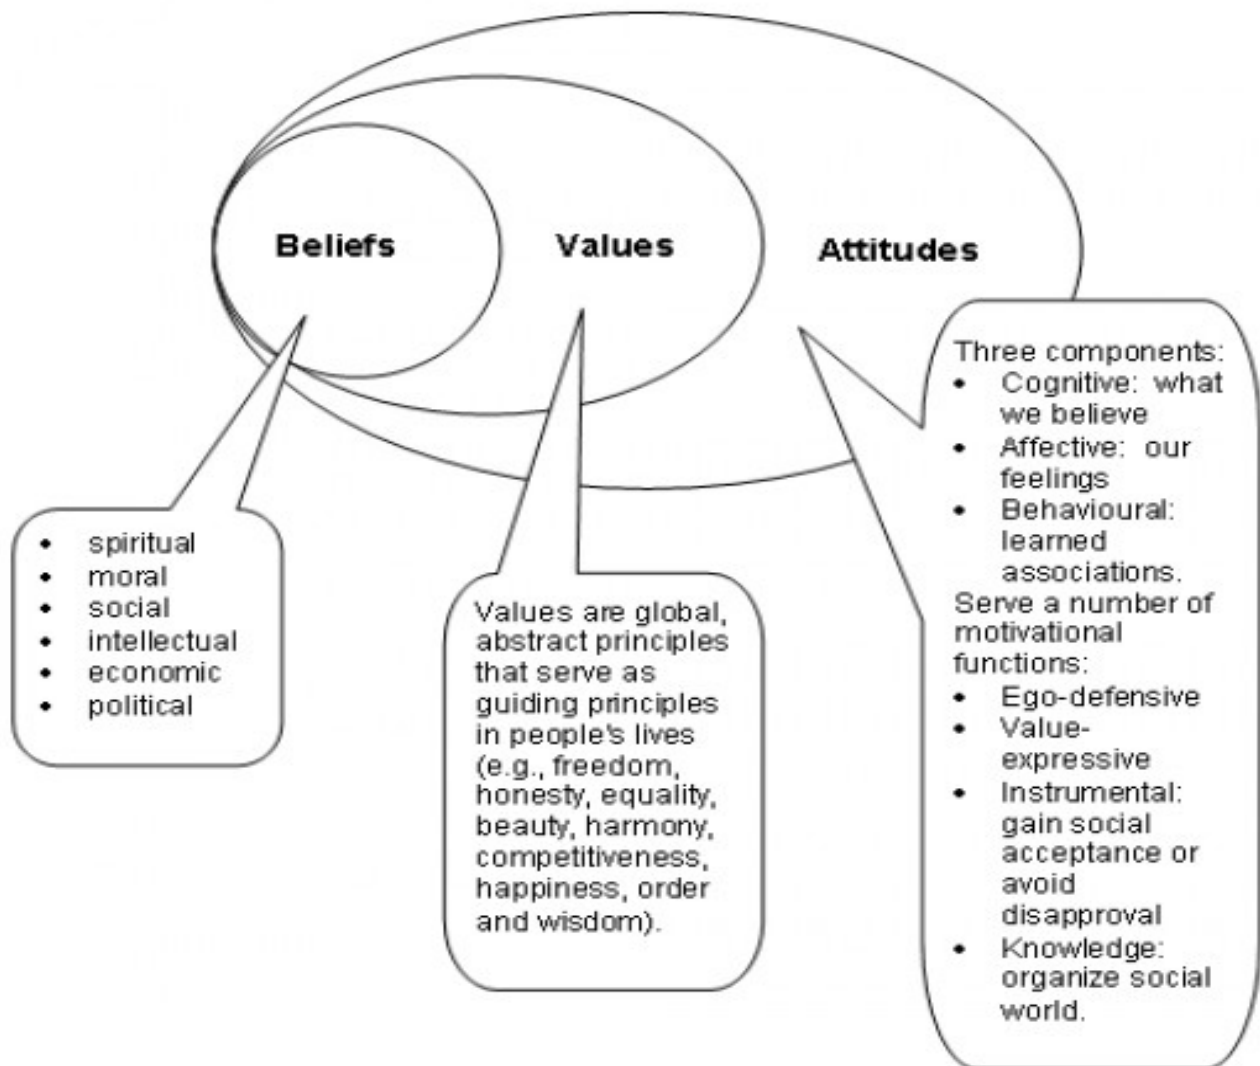 Beliefs
Values
Attitudes
• spiritual
• moral
• social
• intellectual
• economic
• political
Values are global,
abstract principles
that serve as
guiding principles
in people's lives
(e.g., freedom,
honesty, equality,
beauty, harmony,
competitiveness,
happiness, order
and wisdom).
Three components:
• Cognitive: what
we believe
• Affective: our
feelings
• Behavioural:
learned
associations.
Serve a number of
motivational
functions:
• Ego-defensive
• Value-
expressive
• Instrumental:
gain social
acceptance or
avoid
disapproval
• Knowledge:
organize social
world.